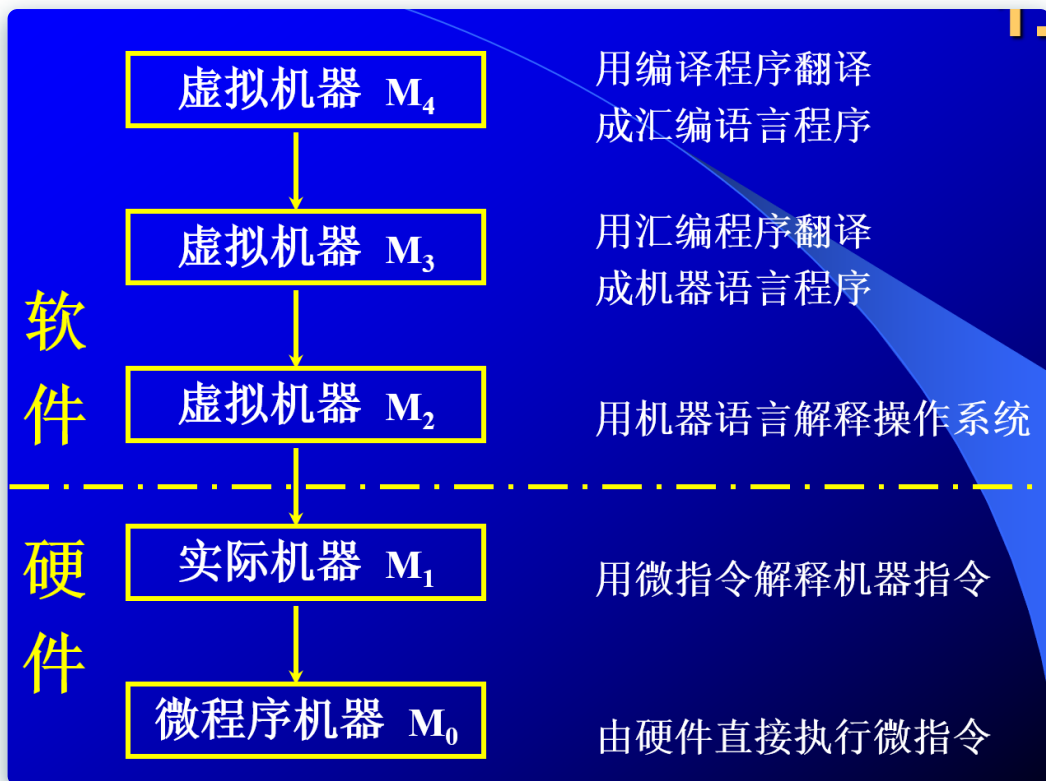 虚拟机器 M4
用编译程序翻译
成汇编语言程序
虚拟机器 M3
用汇编程序翻译
成机器语言程序
软件
虚拟机器 M2
用机器语言解释操作系统
硬件
实际机器 M1
用微指令解释机器指令
微程序机器 M0
由硬件直接执行微指令